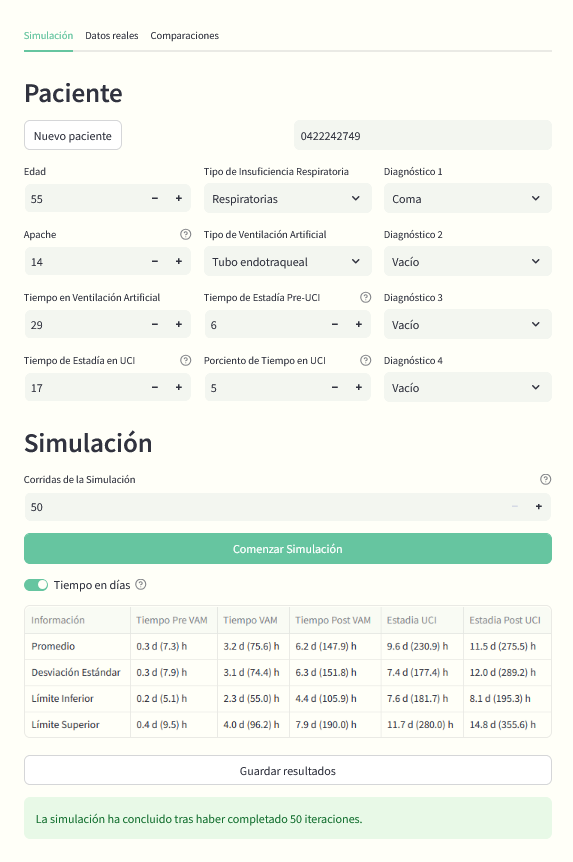 Simulación Datos reales Comparaciones
Paciente
Nuevo paciente 0422242749
Edad Tipo de Insuficiencia Respiratoria Diagnóstico 1
55 − + Respiratorias Coma
Apache Tipo de Ventilación Artificial Diagnóstico 2
14 − + Tubo endotraqueal Vacío
Tiempo en Ventilación Artificial Tiempo de Estadía Pre-UCI Diagnóstico 3
29 − + 6 − + Vacío
Tiempo de Estadía en UCI Porciento de Tiempo en UCI Diagnóstico 4
17 − + 5 − + Vacío
Simulación
Corridas de la Simulación
50 − +
Comenzar Simulación
Tiempo en días
Información Tiempo Pre VAM Tiempo VAM Tiempo Post VAM Estadia UCI Estadia Post UCI
Promedio 0.3 d (7.3) h 3.2 d (75.6) h 6.2 d (147.9) h 9.6 d (230.9) h 11.5 d (275.5) h
Desviación Estándar 0.3 d (7.9) h 3.1 d (74.4) h 6.3 d (151.8) h 7.4 d (177.4) h 12.0 d (289.2) h
Límite Inferior 0.2 d (5.1) h 2.3 d (55.0) h 4.4 d (105.9) h 7.6 d (181.7) h 8.1 d (195.3) h
Límite Superior 0.4 d (9.5) h 4.0 d (96.2) h 7.9 d (190.0) h 11.7 d (280.0) h 14.8 d (355.6) h
Guardar resultados
La simulación ha concluido tras haber completado 50 iteraciones.